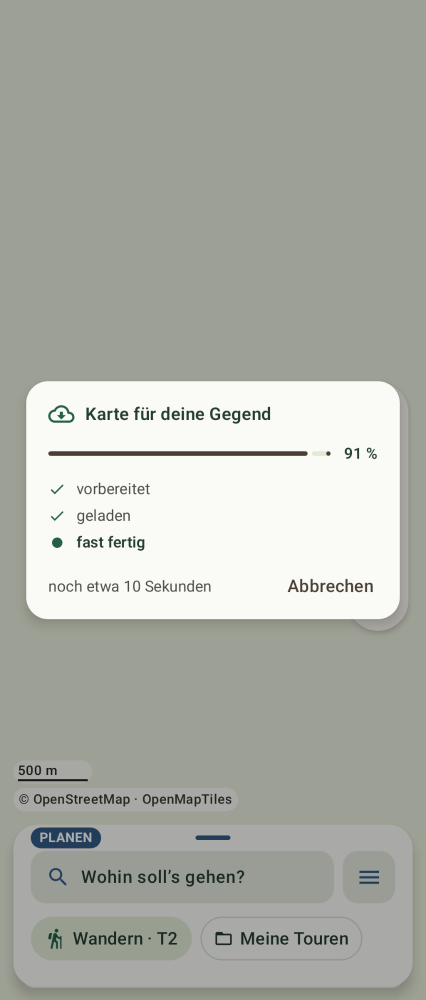 Karte für deine Gegend
91 %
vorbereitet
geladen
fast fertig
noch etwa 10 Sekunden Abbrechen
500 m
© OpenStreetMap · OpenMapTiles
PLANEN
Wohin soll’s gehen?
Wandern · T2 Meine Touren